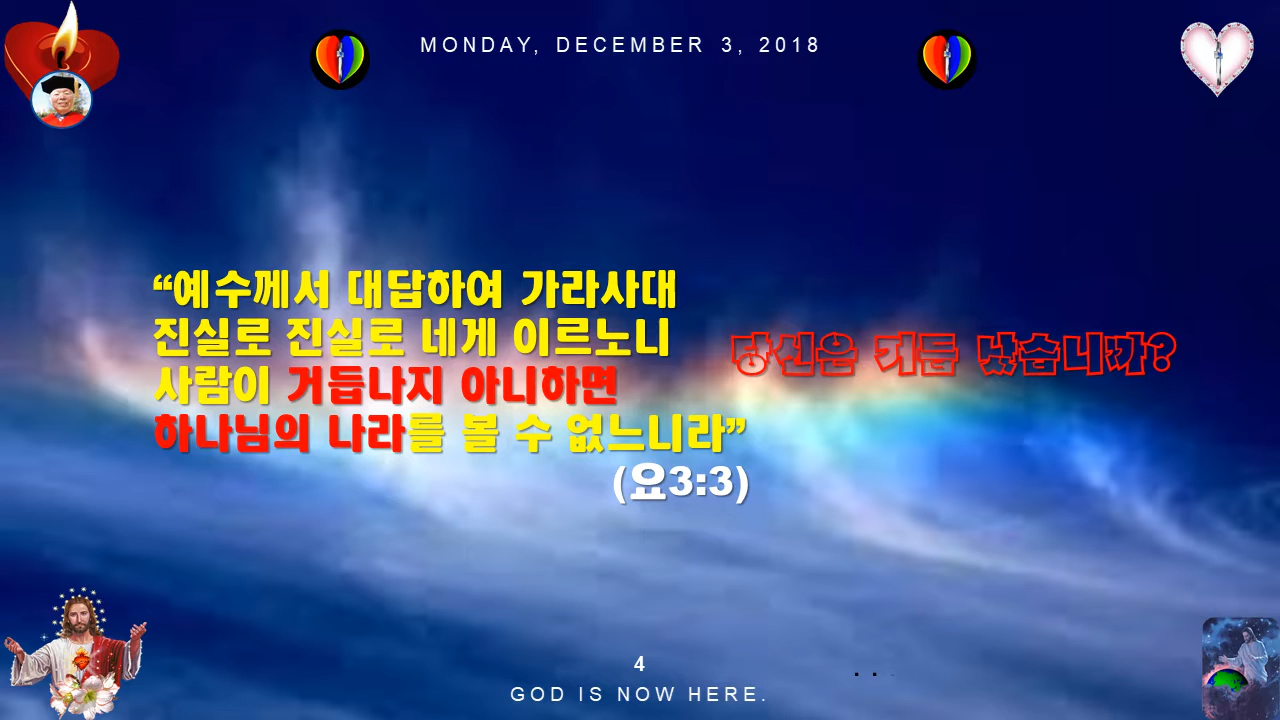 MONDAY, DECEMBER 3, 2018
“예수께서 대답하여 가라사대
진실로 진실로 네게 이르노니
사람이 거듭나지 아니하면
하나님의 나라를 볼 수 없느니라”
(요3:3)
당신은 거듭 났습니까?
4
GOD IS NOW HERE.